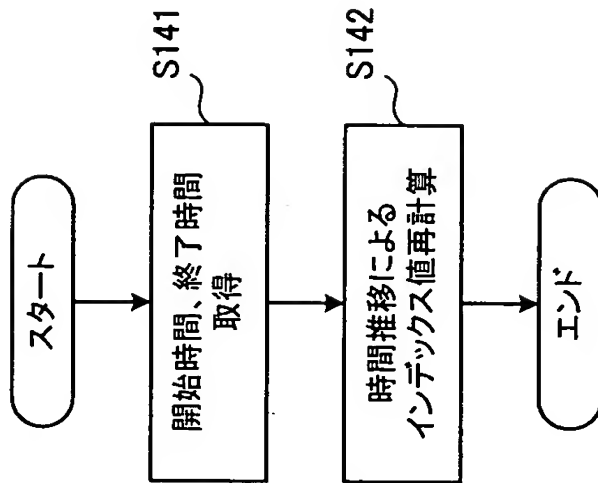 スタート
S141
開始時間、終了時間
取得
S142
時間推移による
インデックス値再計算
エンド